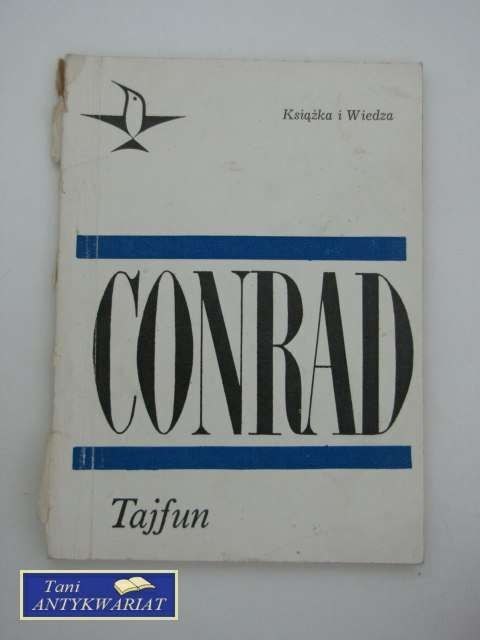 Książka i Wiedza
CONRAD
Tajfun
Tani
ANTYKWARIAT